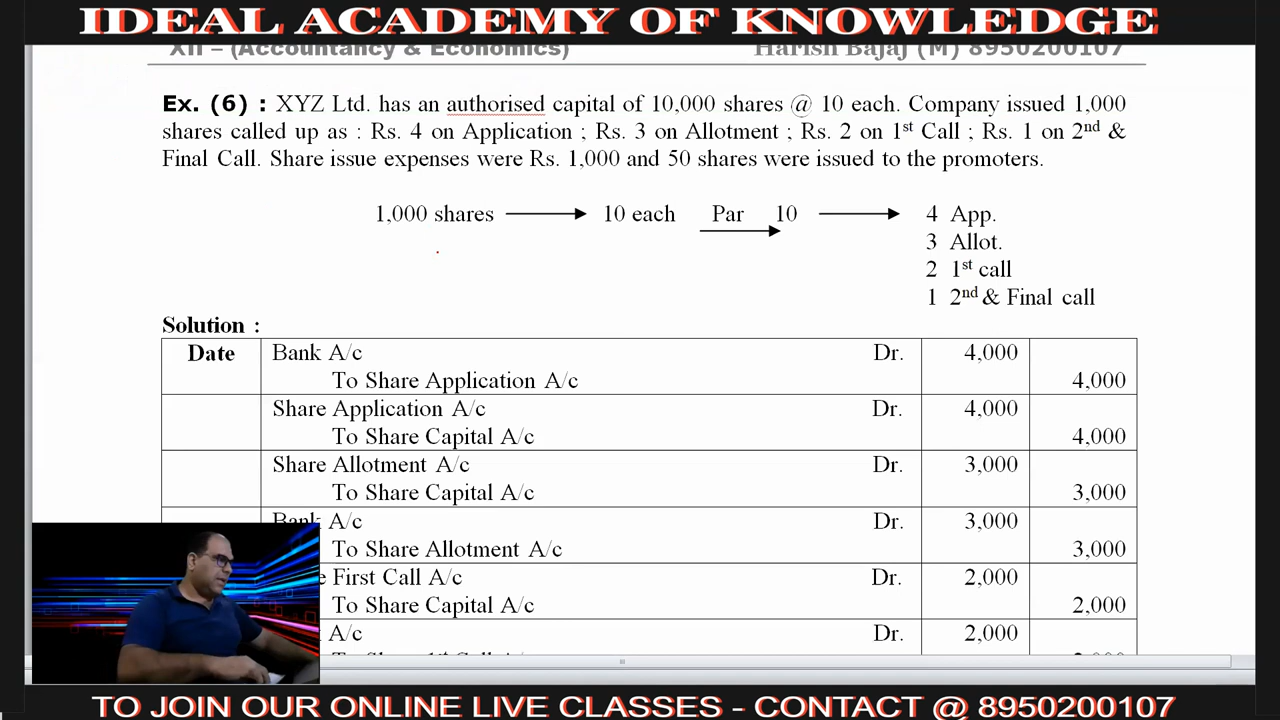 IDEAL ACADEMY OF KNOWLEDGE
XII – (Accountancy & Economics) Harish Bajaj (M) 8950200107
Ex. (6) : XYZ Ltd. has an authorised capital of 10,000 shares @ 10 each. Company issued 1,000
shares called up as : Rs. 4 on Application ; Rs. 3 on Allotment ; Rs. 2 on 1st Call ; Rs. 1 on 2nd &
Final Call. Share issue expenses were Rs. 1,000 and 50 shares were issued to the promoters.
1,000 shares 10 each Par 10 4 App.
3 Allot.
2 1st call
1 2nd & Final call
Solution :
Date Bank A/c Dr. 4,000
To Share Application A/c 4,000
Share Application A/c Dr. 4,000
To Share Capital A/c 4,000
Share Allotment A/c Dr. 3,000
To Share Capital A/c 3,000
Bank A/c Dr. 3,000
To Share Allotment A/c 3,000
First Call A/c Dr. 2,000
To Share Capital A/c 2,000
A/c Dr. 2,000
TO JOIN OUR ONLINE LIVE CLASSES - CONTACT @ 8950200107